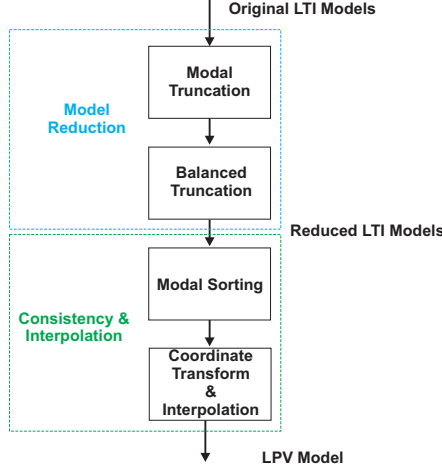 Original LTI Models
Modal
Truncation
Model
Reduction
Balanced
Truncation
Reduced LTI Models
Modal Sorting
Consistency &
Interpolation
Coordinate
Transform
&
Interpolation
LPV Model